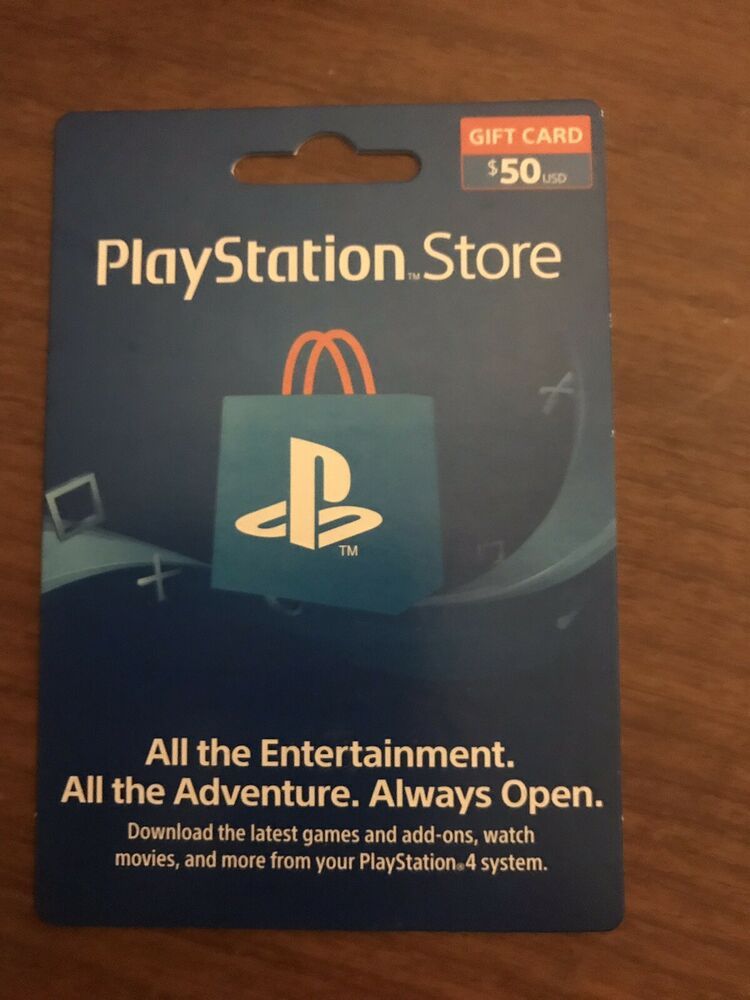 GIFT CARD
$50 USD
PlayStation™ Store
TM
All the Entertainment.
All the Adventure. Always Open.
Download the latest games and add-ons, watch
movies, and more from your PlayStation®4 system.